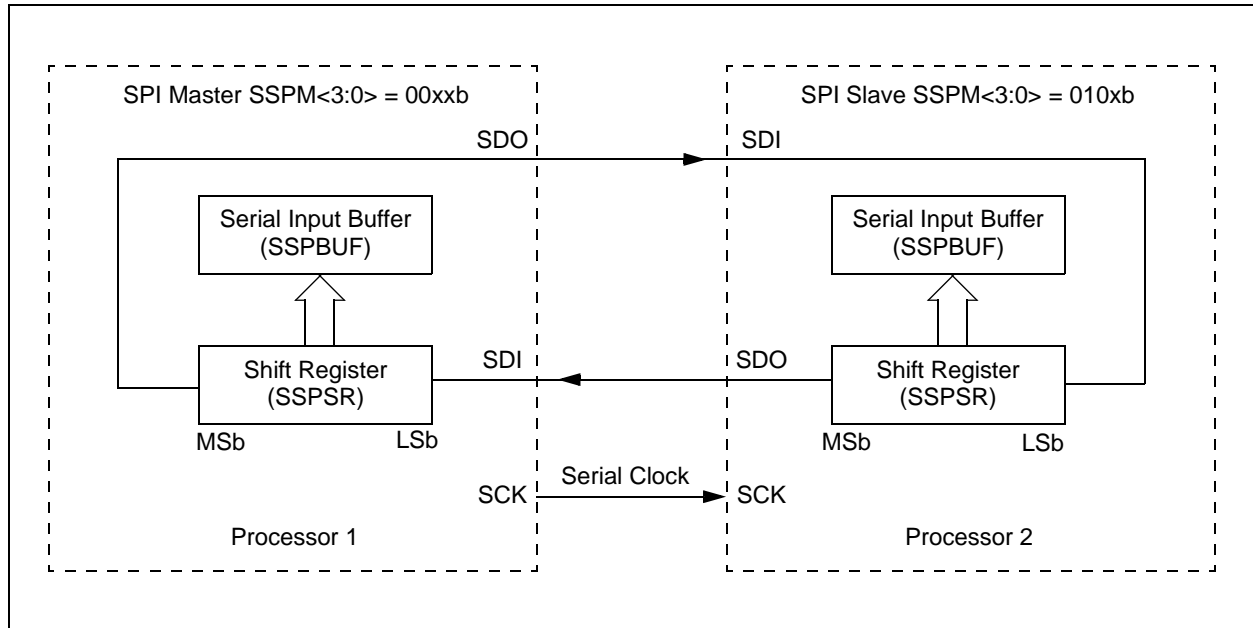 SPI Master SSPM<3:0> = 00xxb
SDO
Serial Input Buffer
(SSPBUF)
Shift Register
(SSPSR)
MSb
LSb
SDI
SCK
Processor 1
Serial Clock
SPI Slave SSPM<3:0> = 010xb
SDI
Serial Input Buffer
(SSPBUF)
SDO
Shift Register
(SSPSR)
MSb
LSb
SCK
Processor 2